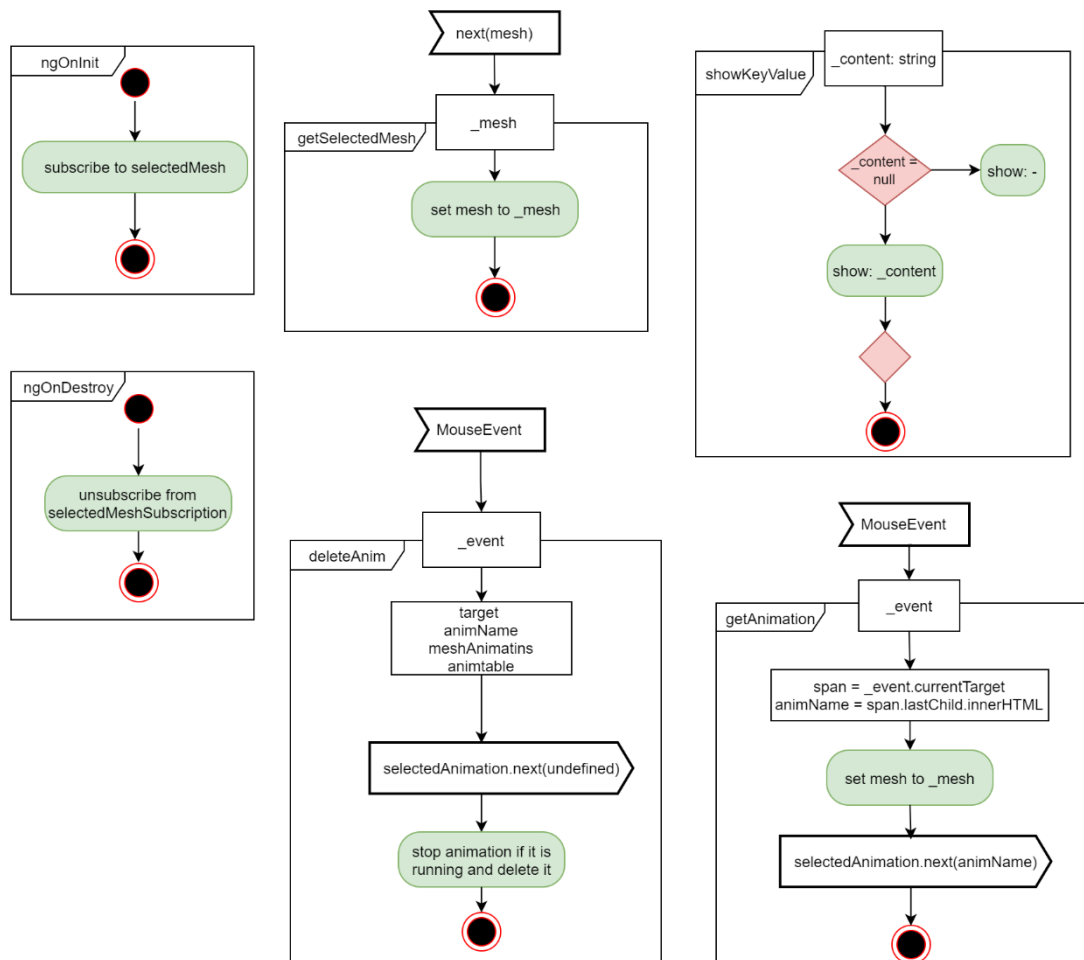 ngOnInit
subscribe to selectedMesh
next(mesh)
_mesh
getSelectedMesh
set mesh to _mesh
_content: string
showKeyValue
_content =
null
show: -
show: _content
ngOnDestroy
unsubscribe from
selectedMeshSubscription
MouseEvent
_event
deleteAnim
target
animName
meshAnimatins
animtable
selectedAnimation.next(undefined)
stop animation if it is
running and delete it
MouseEvent
_event
getAnimation
span = _event.currentTarget
animName = span.lastChild.innerHTML
set mesh to _mesh
selectedAnimation.next(animName)